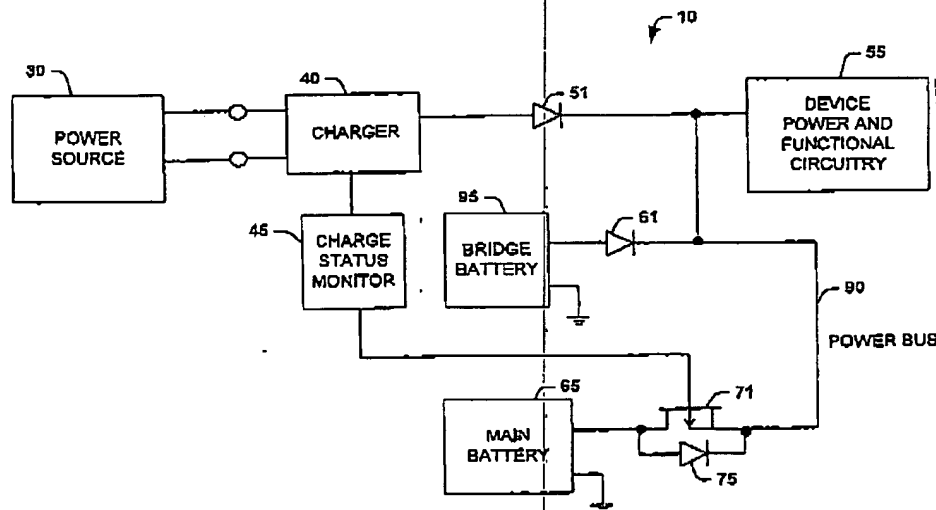 10
30
40
51
55
POWER
SOURCE
CHARGER
DEVICE
POWER AND
FUNCTIONAL
CIRCUITRY
45
CHARGE
STATUS
MONITOR
95
BRIDGE
BATTERY
61
90
POWER BUS
65
MAIN
BATTERY
71
75